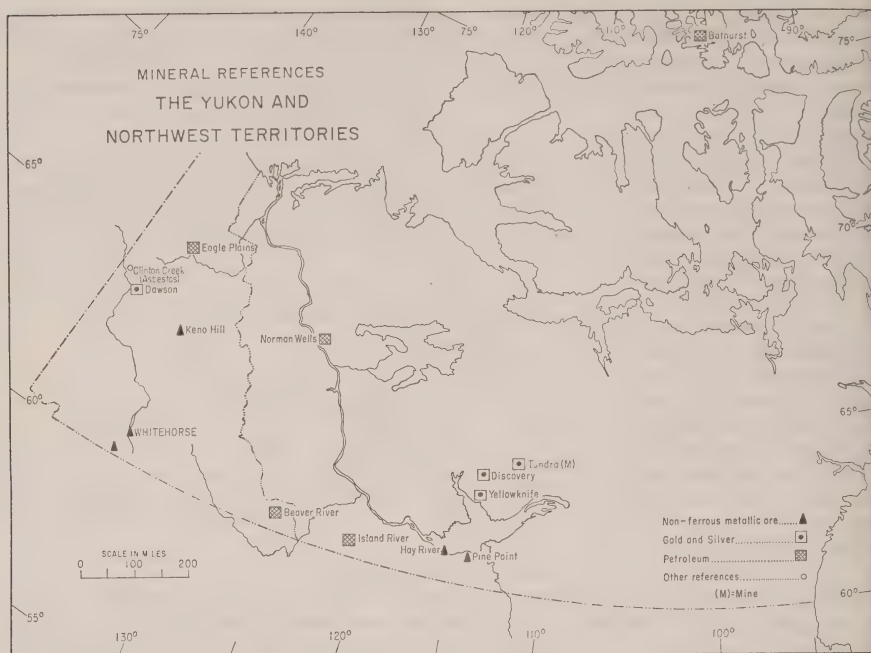 75°
140°
130°
75°
120°
110°
Bathurst
90°
75°
MINERAL REFERENCES
THE YUKON AND
NORTHWEST TERRITORIES
65°
70°
Eagle Plains
Clinton Creek
(Asbestos)
Dawson
Keno Hill
Norman Wells
60°
65°
WHITEHORSE
Tundra (M)
Discovery
Yellowknife
Beaver River
Island River
Hay River
Pine Point
Non-ferrous metallic ore......
Gold and Silver................
Petroleum......................
Other references................
(M)=Mine
SCALE IN MILES
0 100 200
60°
55°
130°
120°
110°
100°